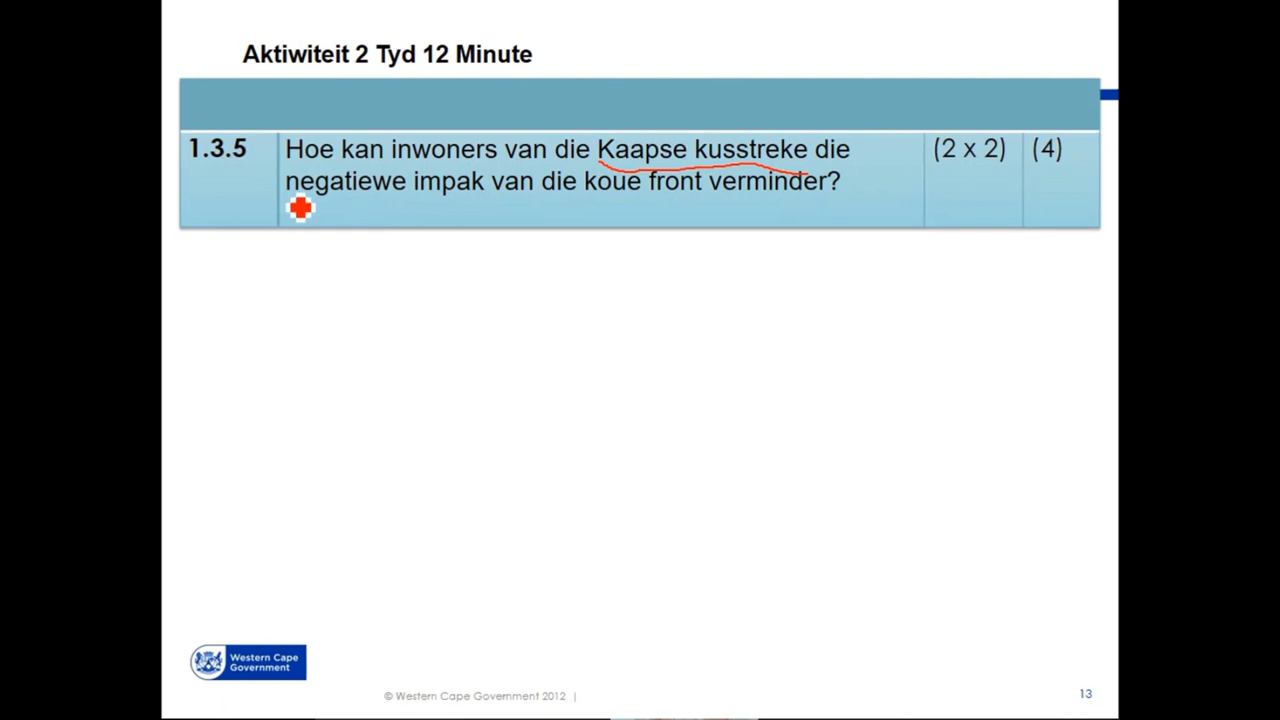 Aktiwiteit 2 Tyd 12 Minute
1.3.5 Hoe kan inwoners van die Kaapse kusstreke die (2 x 2) (4)
negatiewe impak van die koue front verminder?
Western Cape
Government
© Western Cape Government 2012 |
13